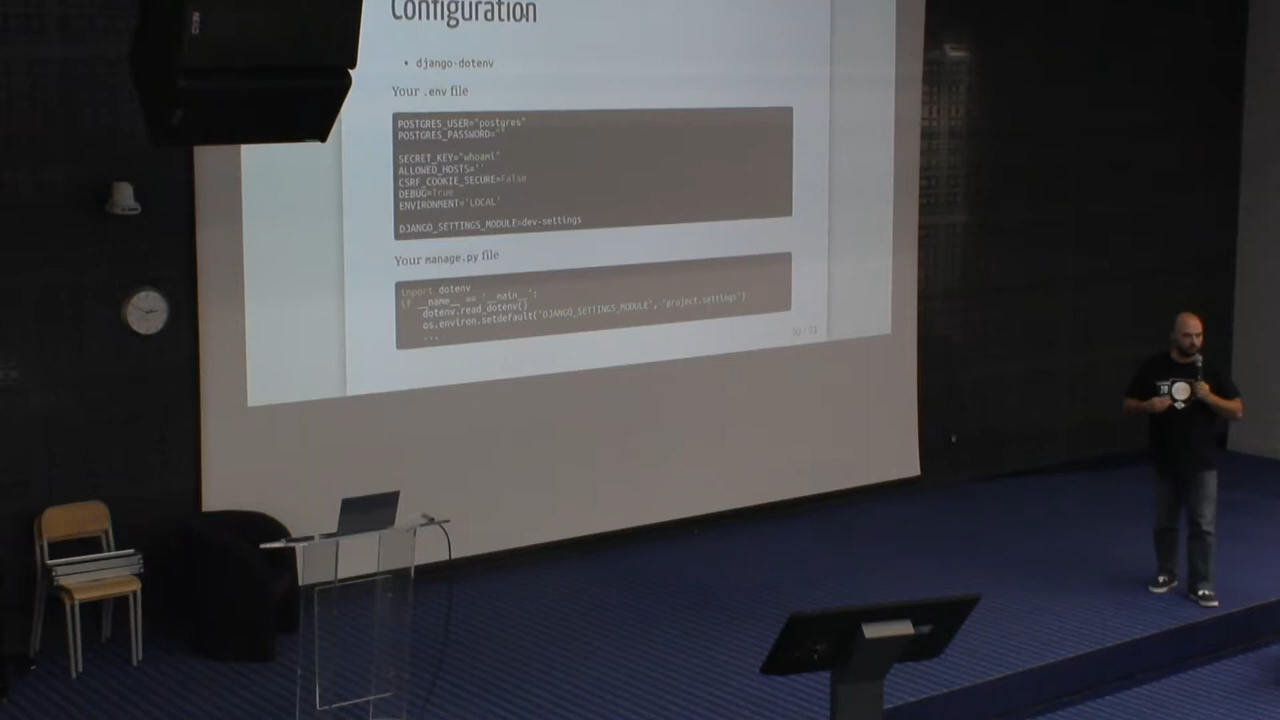 Configuration
• django-dotenv
Your .env file
POSTGRES_USER="postgres"
POSTGRES_PASSWORD=""
SECRET_KEY="whoami"
ALLOWED_HOSTS=''
CSRF_COOKIE_SECURE=False
DEBUG=True
ENVIRONMENT='LOCAL'
DJANGO_SETTINGS_MODULE=dev-settings
Your manage.py file
import dotenv
if __name__ == '__main__':
dotenv.read_dotenv()
os.environ.setdefault("DJANGO_SETTINGS_MODULE", "project.settings")
...